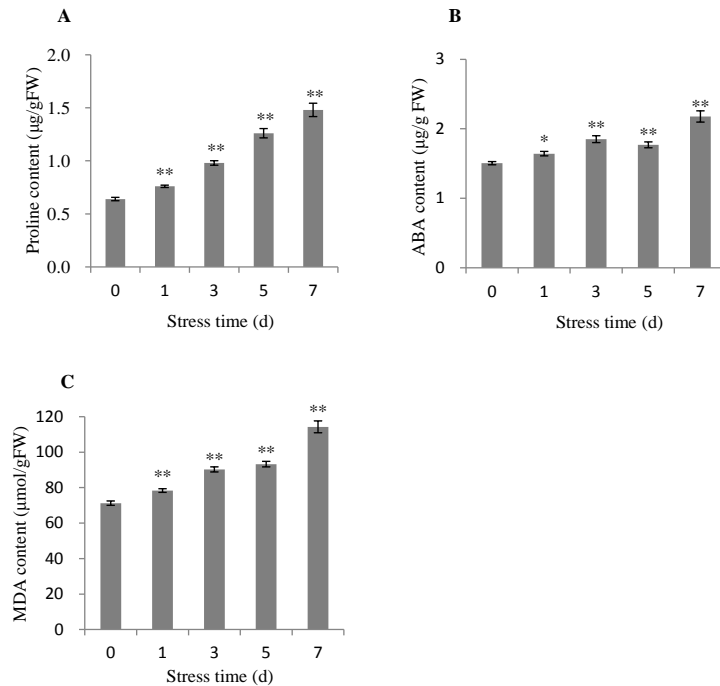 A
Proline content (μg/gFW)
2.0
1.5
1.0
0.5
0.0
**
**
**
**
0 1 3 5 7
Stress time (d)
B
ABA content (μg/g FW)
3
2
1
0
*
**
**
**
0 1 3 5 7
Stress time (d)
C
MDA content (μmol/gFW)
120
100
80
60
40
20
0
**
**
**
**
0 1 3 5 7
Stress time (d)